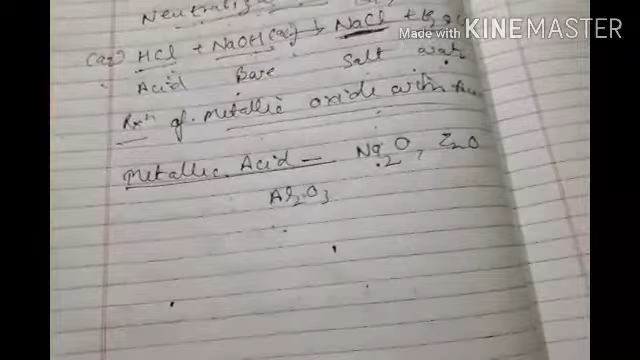 Made with
KINEMASTER
(aq) HCl + NaOH (aq) → NaCl +
Acid Base Salt
Rxn of metallic oxide with
Metallic Acid — Na2O, ZnO
Al2O3